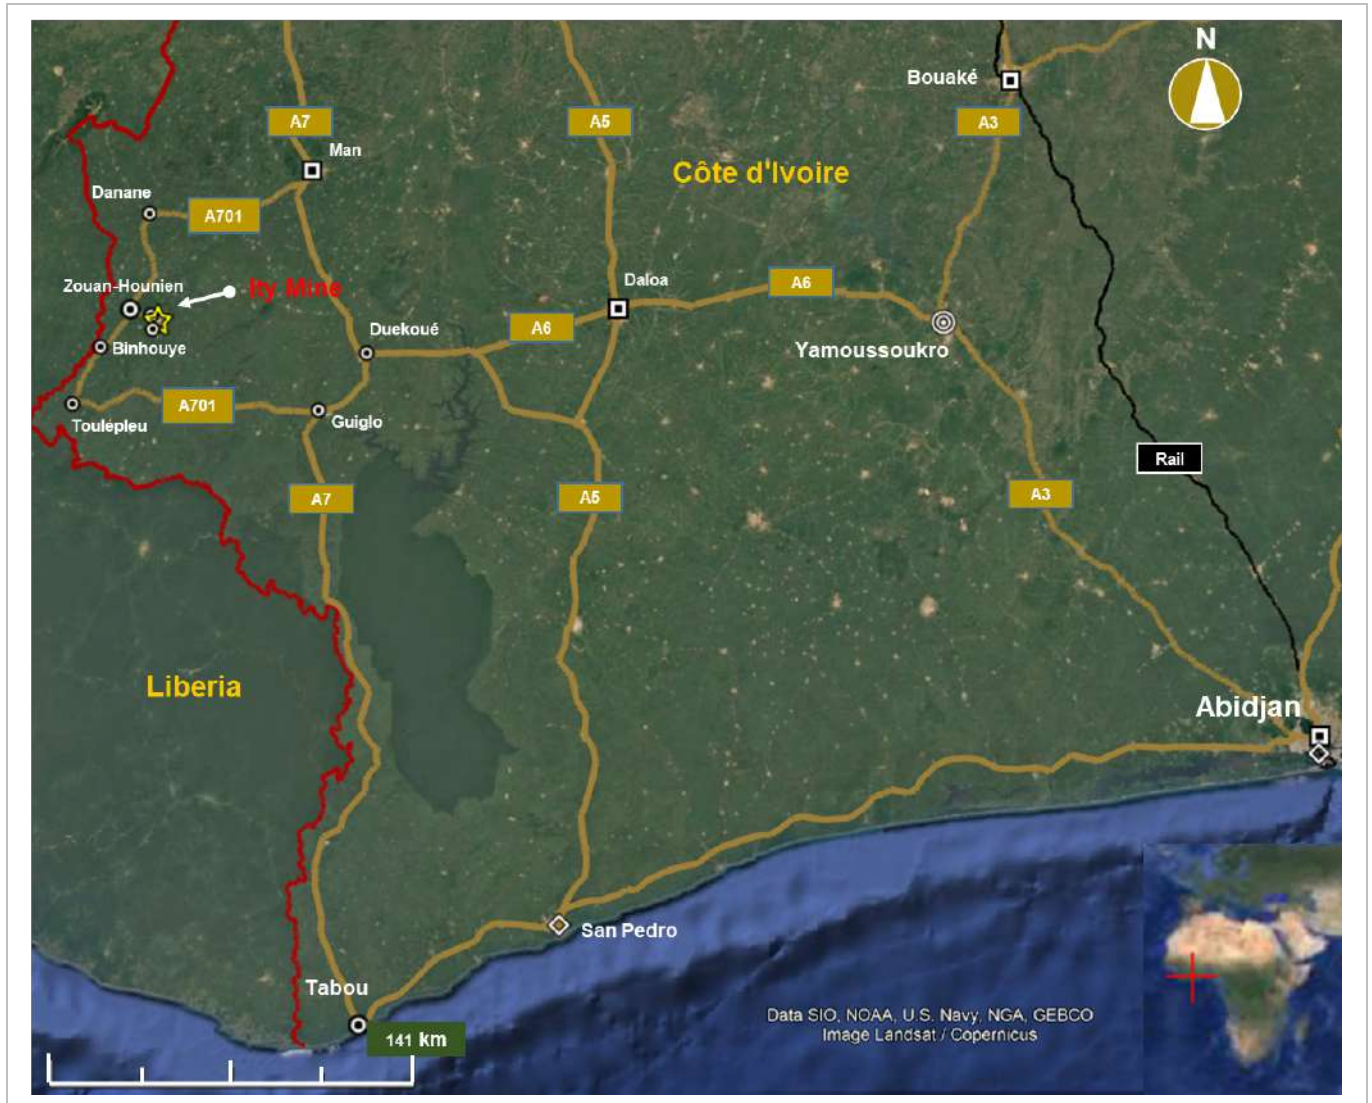 N
Bouaké
A7
A5
A3
Man
Côte d'Ivoire
Danane
A701
Zouan-Hounien
Ity Mine
Daloa
A6
A6
Duekoué
Binhouye
Yamoussoukro
A701
Toulépleu
Guiglo
Rail
A7
A5
A3
Liberia
Abidjan
San Pedro
Tabou
Data SIO, NOAA, U.S. Navy, NGA, GEBCO
Image Landsat / Copernicus
141 km